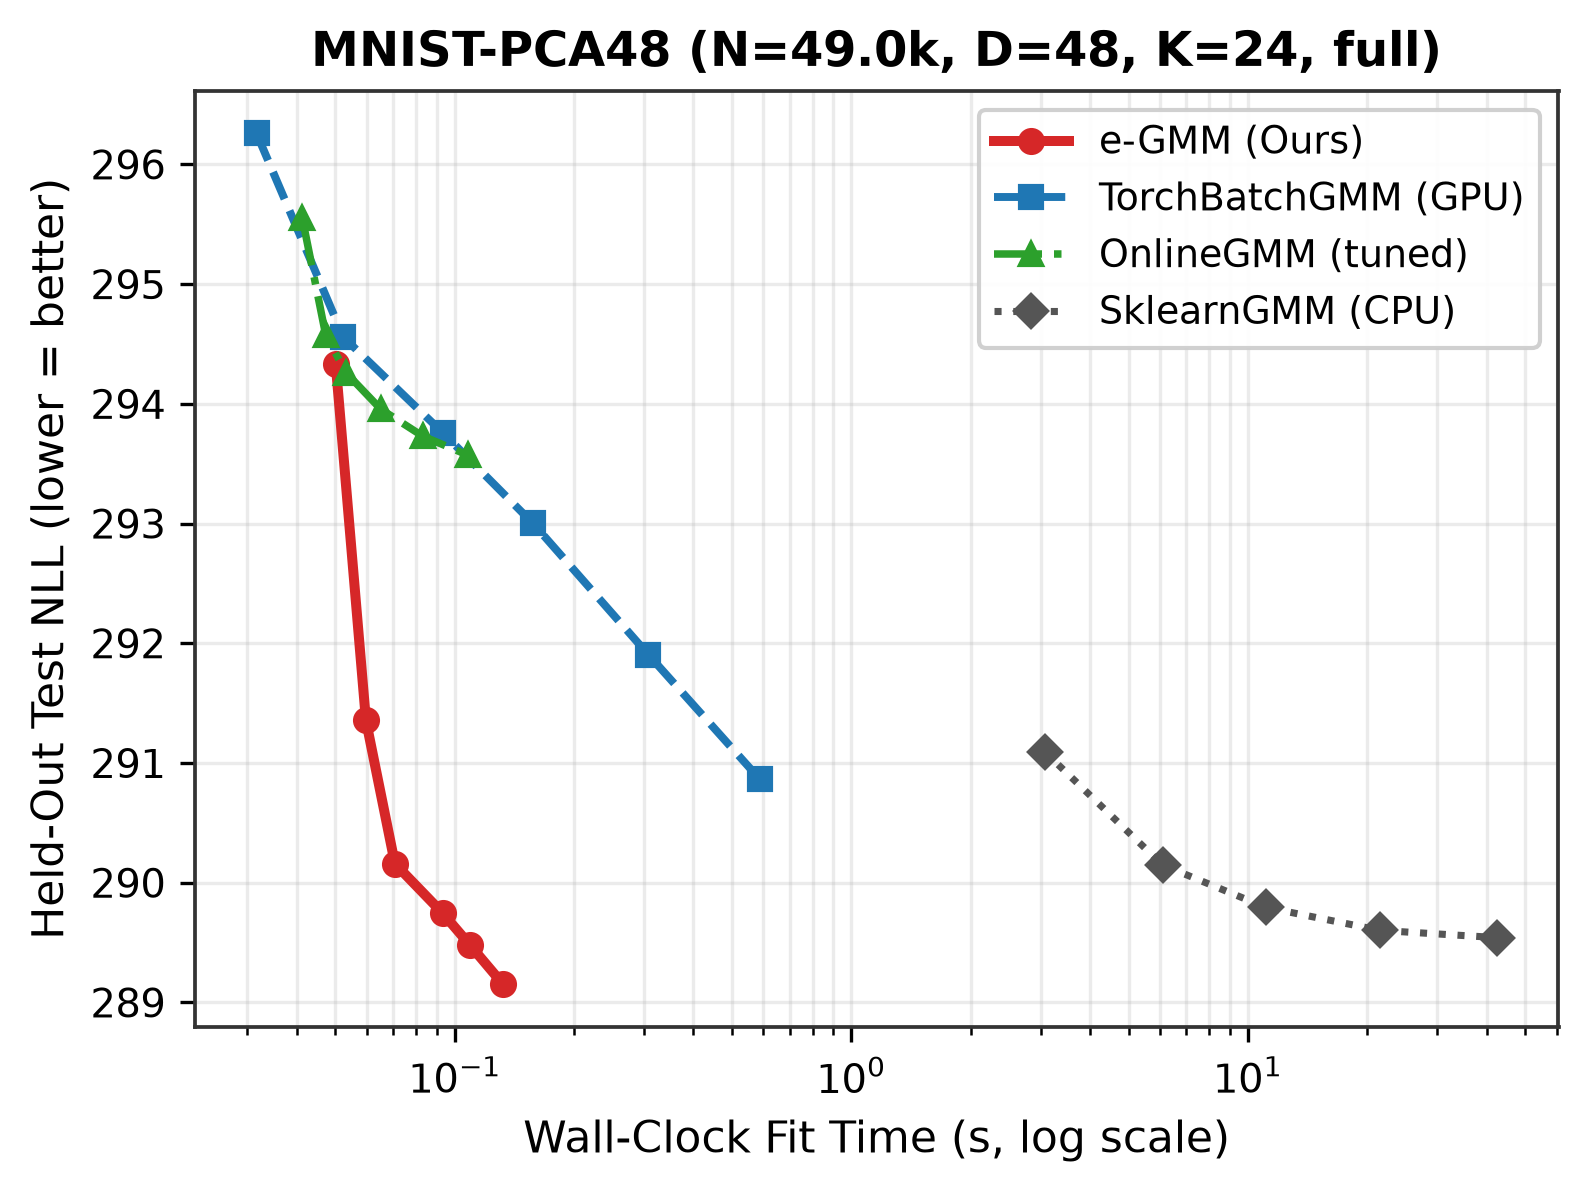 MNIST-PCA48 (N=49.0k, D=48, K=24, full)
e-GMM (Ours)
TorchBatchGMM (GPU)
OnlineGMM (tuned)
SklearnGMM (CPU)
Held-Out Test NLL (lower = better)
296
295
294
293
292
291
290
289
10⁻¹
10⁰
10¹
Wall-Clock Fit Time (s, log scale)